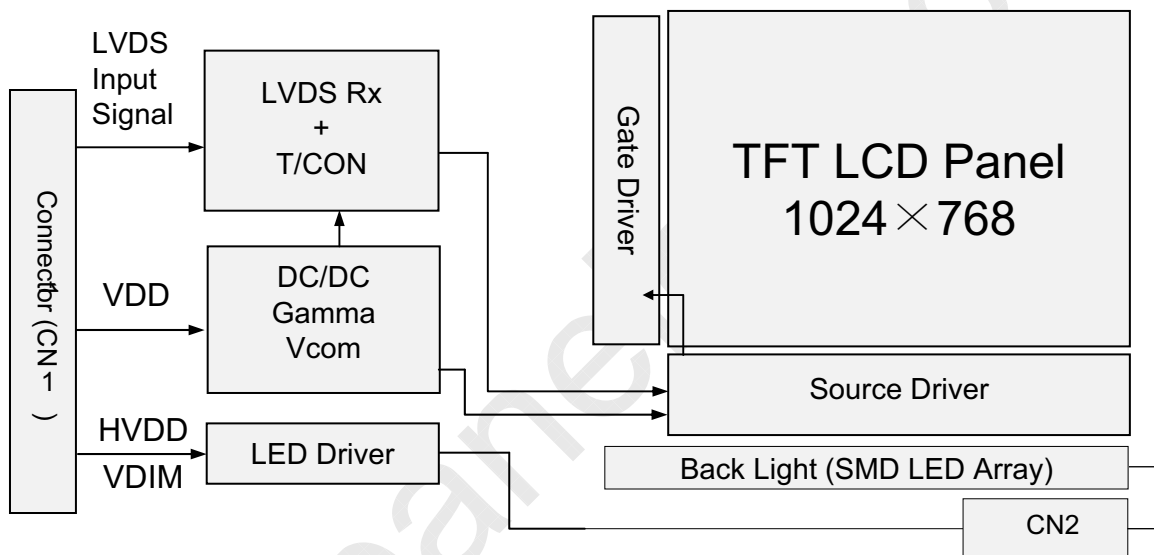 LVDS
Input
Signal
Connector (CN1)
LVDS Rx
+
T/CON
VDD
DC/DC
Gamma
Vcom
HVDD
VDIM
LED Driver
Gate Driver
TFT LCD Panel
1024×768
Source Driver
Back Light (SMD LED Array)
CN2